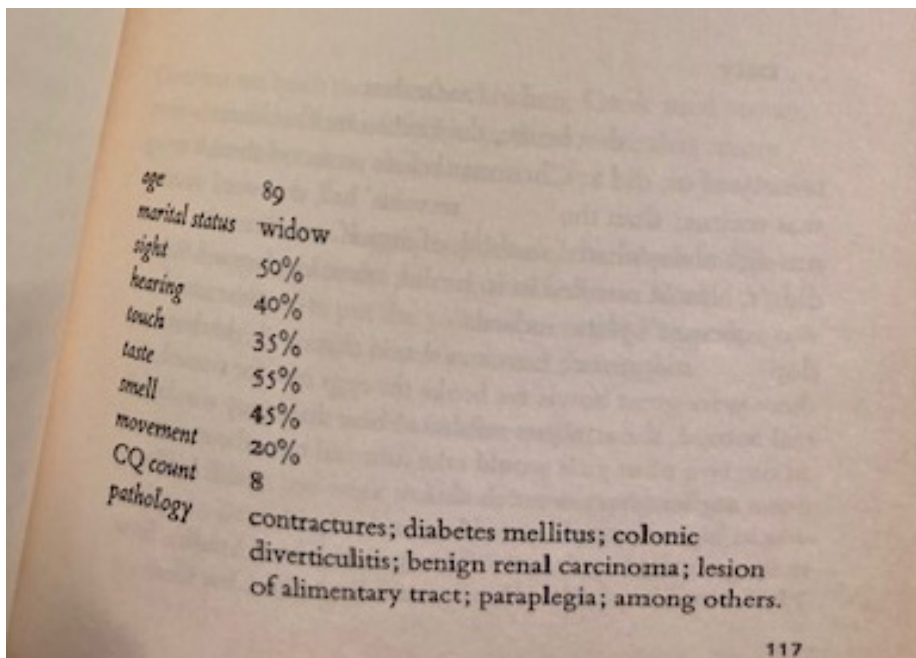 age 89
marital status widow
sight 50%
hearing 40%
touch 35%
taste 55%
smell 45%
movement 20%
CQ count 8
pathology contractures; diabetes mellitus; colonic
diverticulitis; benign renal carcinoma; lesion
of alimentary tract; paraplegia; among others.
117